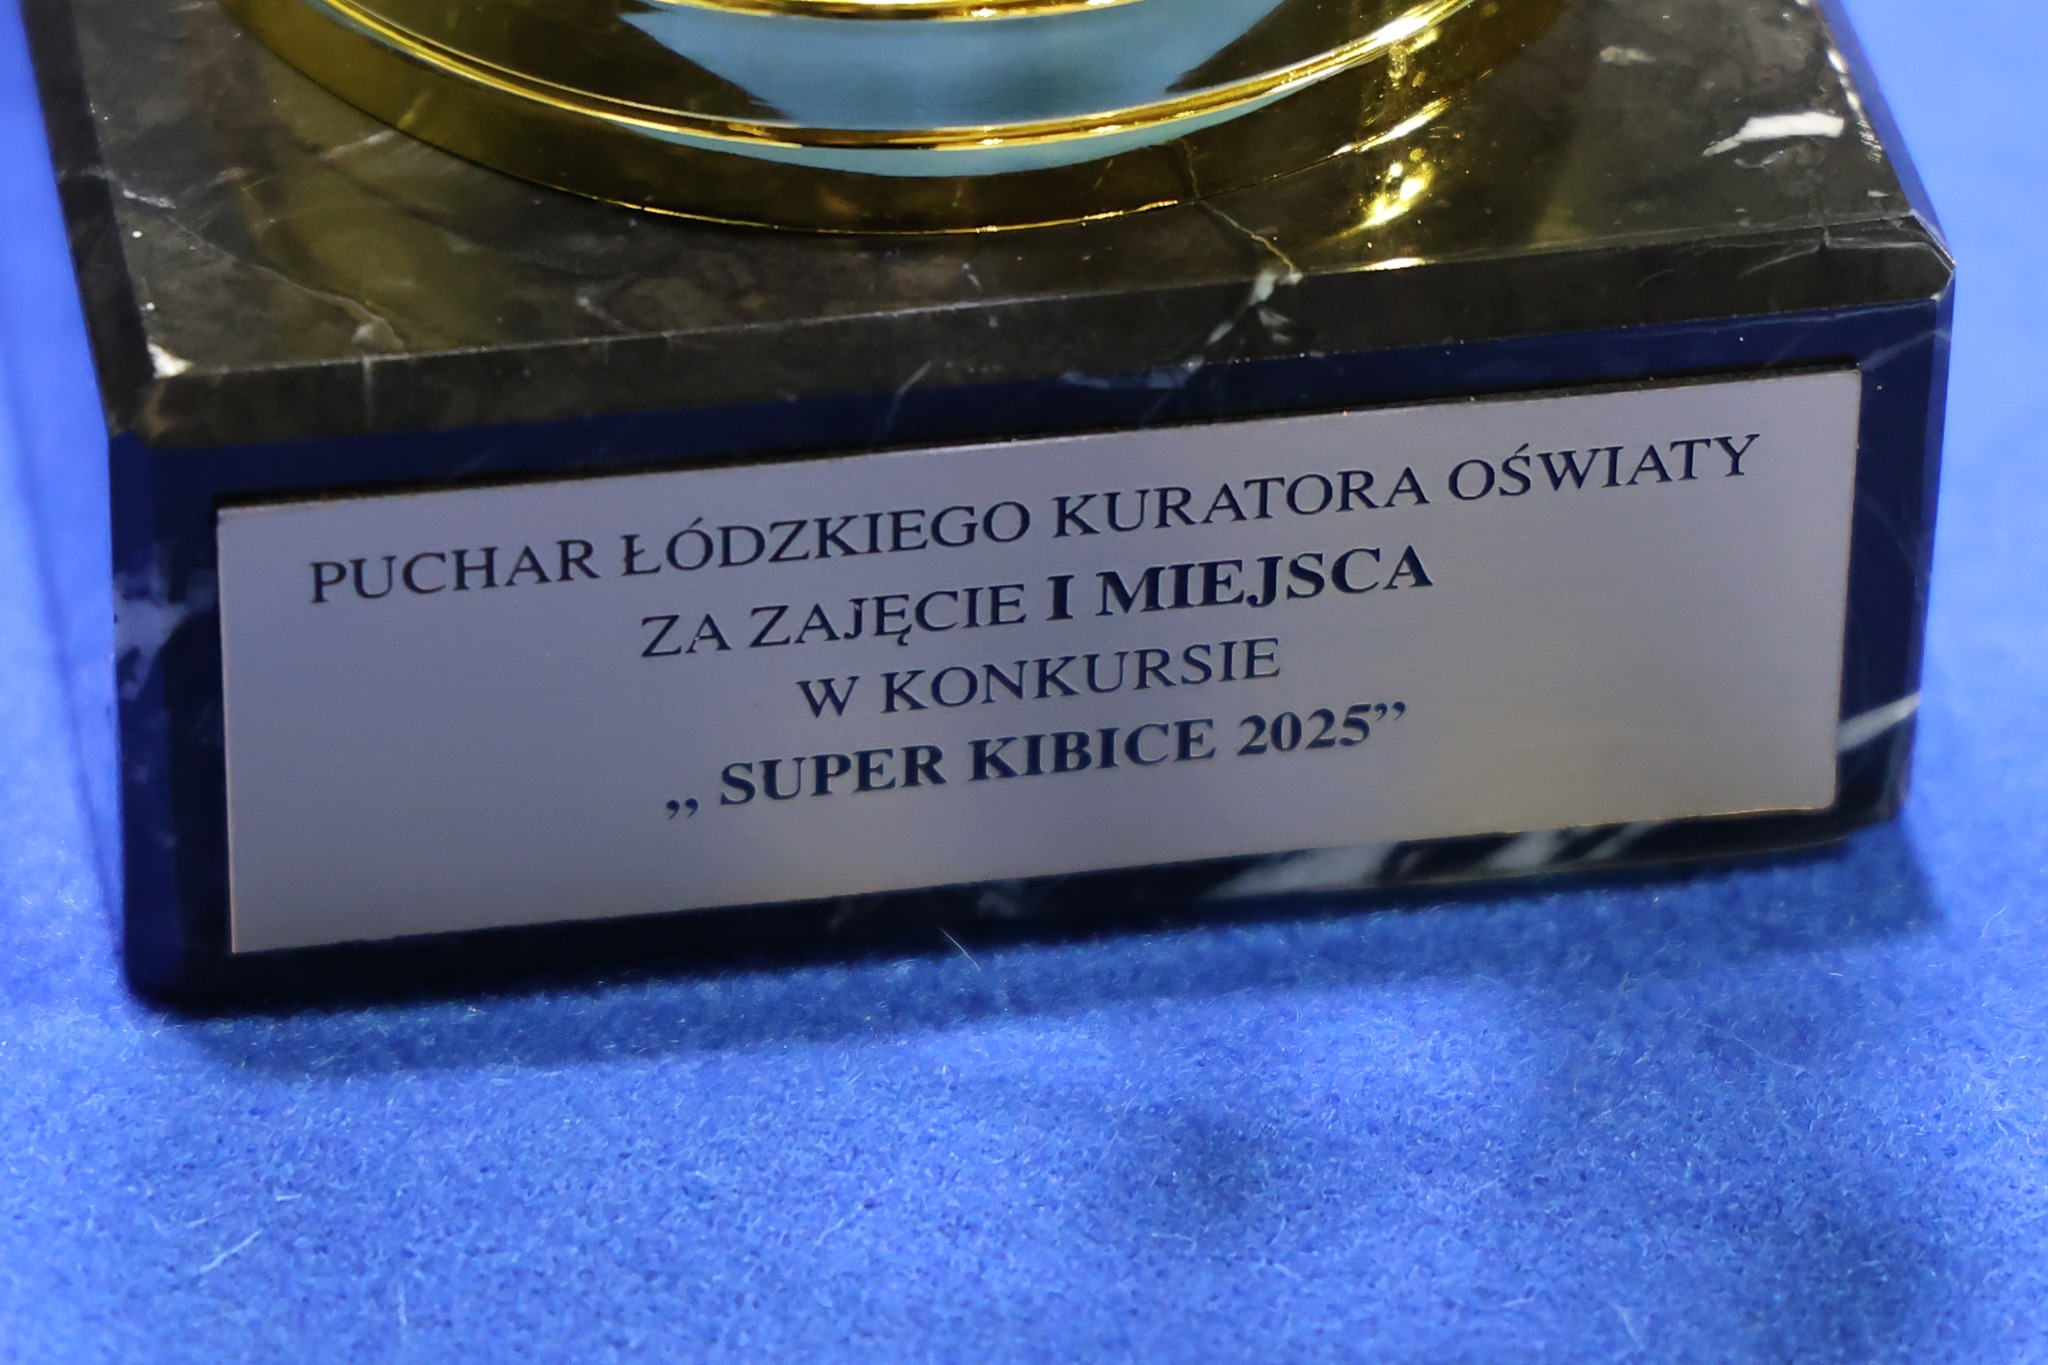 PUCHAR ŁÓDZKIEGO KURATORA OŚWIATY
ZA ZAJĘCIE I MIEJSCA
W KONKURSIE
„ SUPER KIBICE 2025”